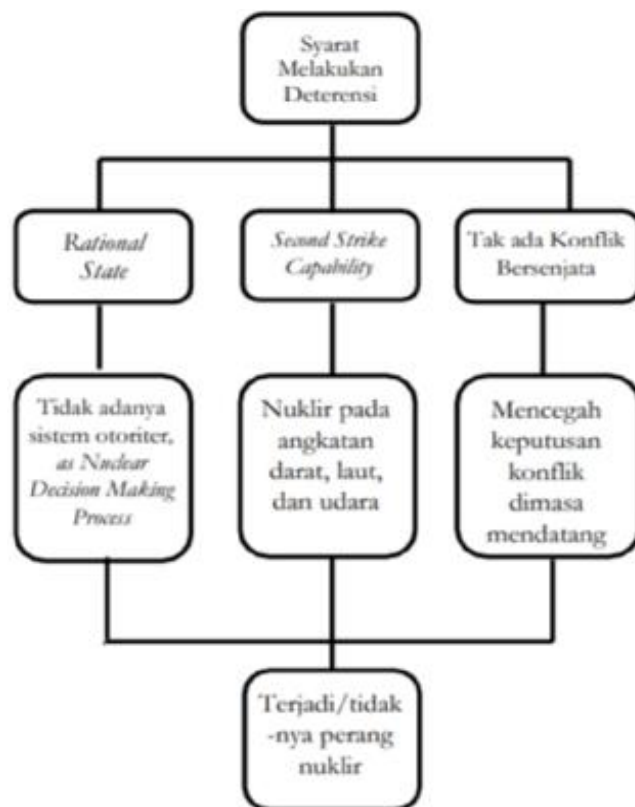 Syarat
Melakukan
Deterensi
Rational
State
Second Strike
Capability
Tak ada Konflik
Bersenjata
Tidak adanya
sistem otoriter,
as Nuclear
Decision Making
Process
Nuklir pada
angkatan
darat, laut,
dan udara
Mencegah
keputusan
konflik
dimasa
mendatang
Terjadi/tidak
-nya perang
nuklir